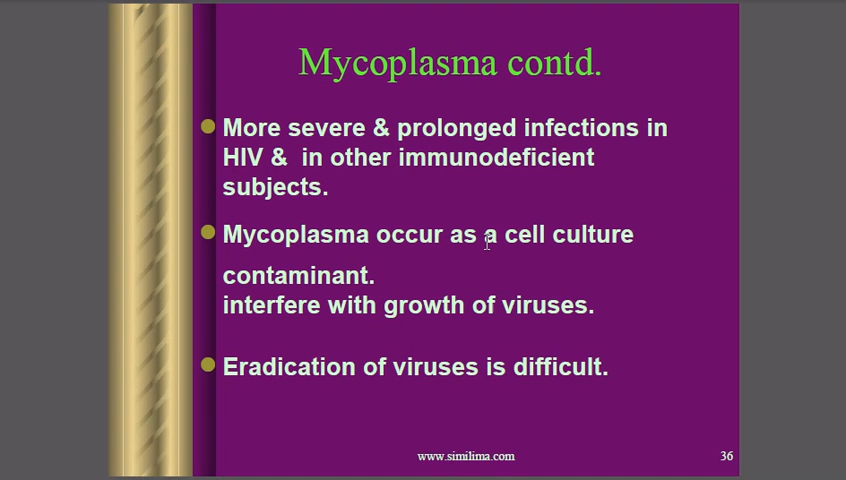 Mycoplasma contd.
More severe & prolonged infections in
HIV & in other immunodeficient
subjects.
Mycoplasma occur as a cell culture
contaminant.
interfere with growth of viruses.
Eradication of viruses is difficult.
www.similima.com
36